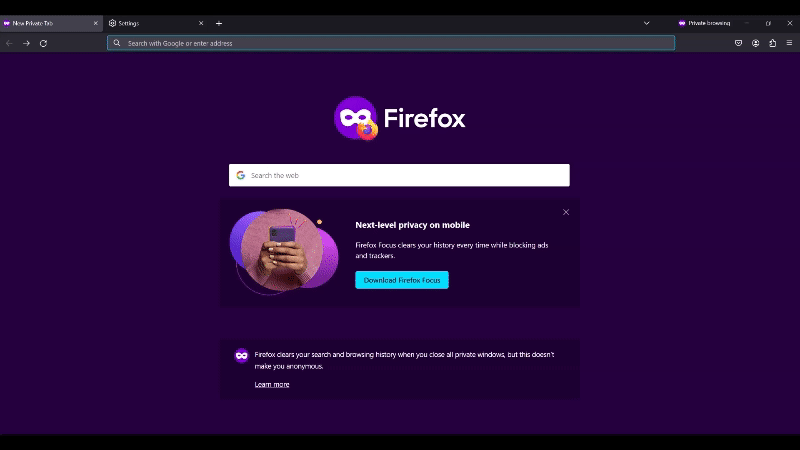 New Private Tab
Settings
Private browsing
Search with Google or enter address
Firefox
Search the web
Next-level privacy on mobile
Firefox Focus clears your history every time while blocking ads
and trackers.
Download Firefox Focus
Firefox clears your search and browsing history when you close all private windows, but this doesn't
make you anonymous.
Learn more